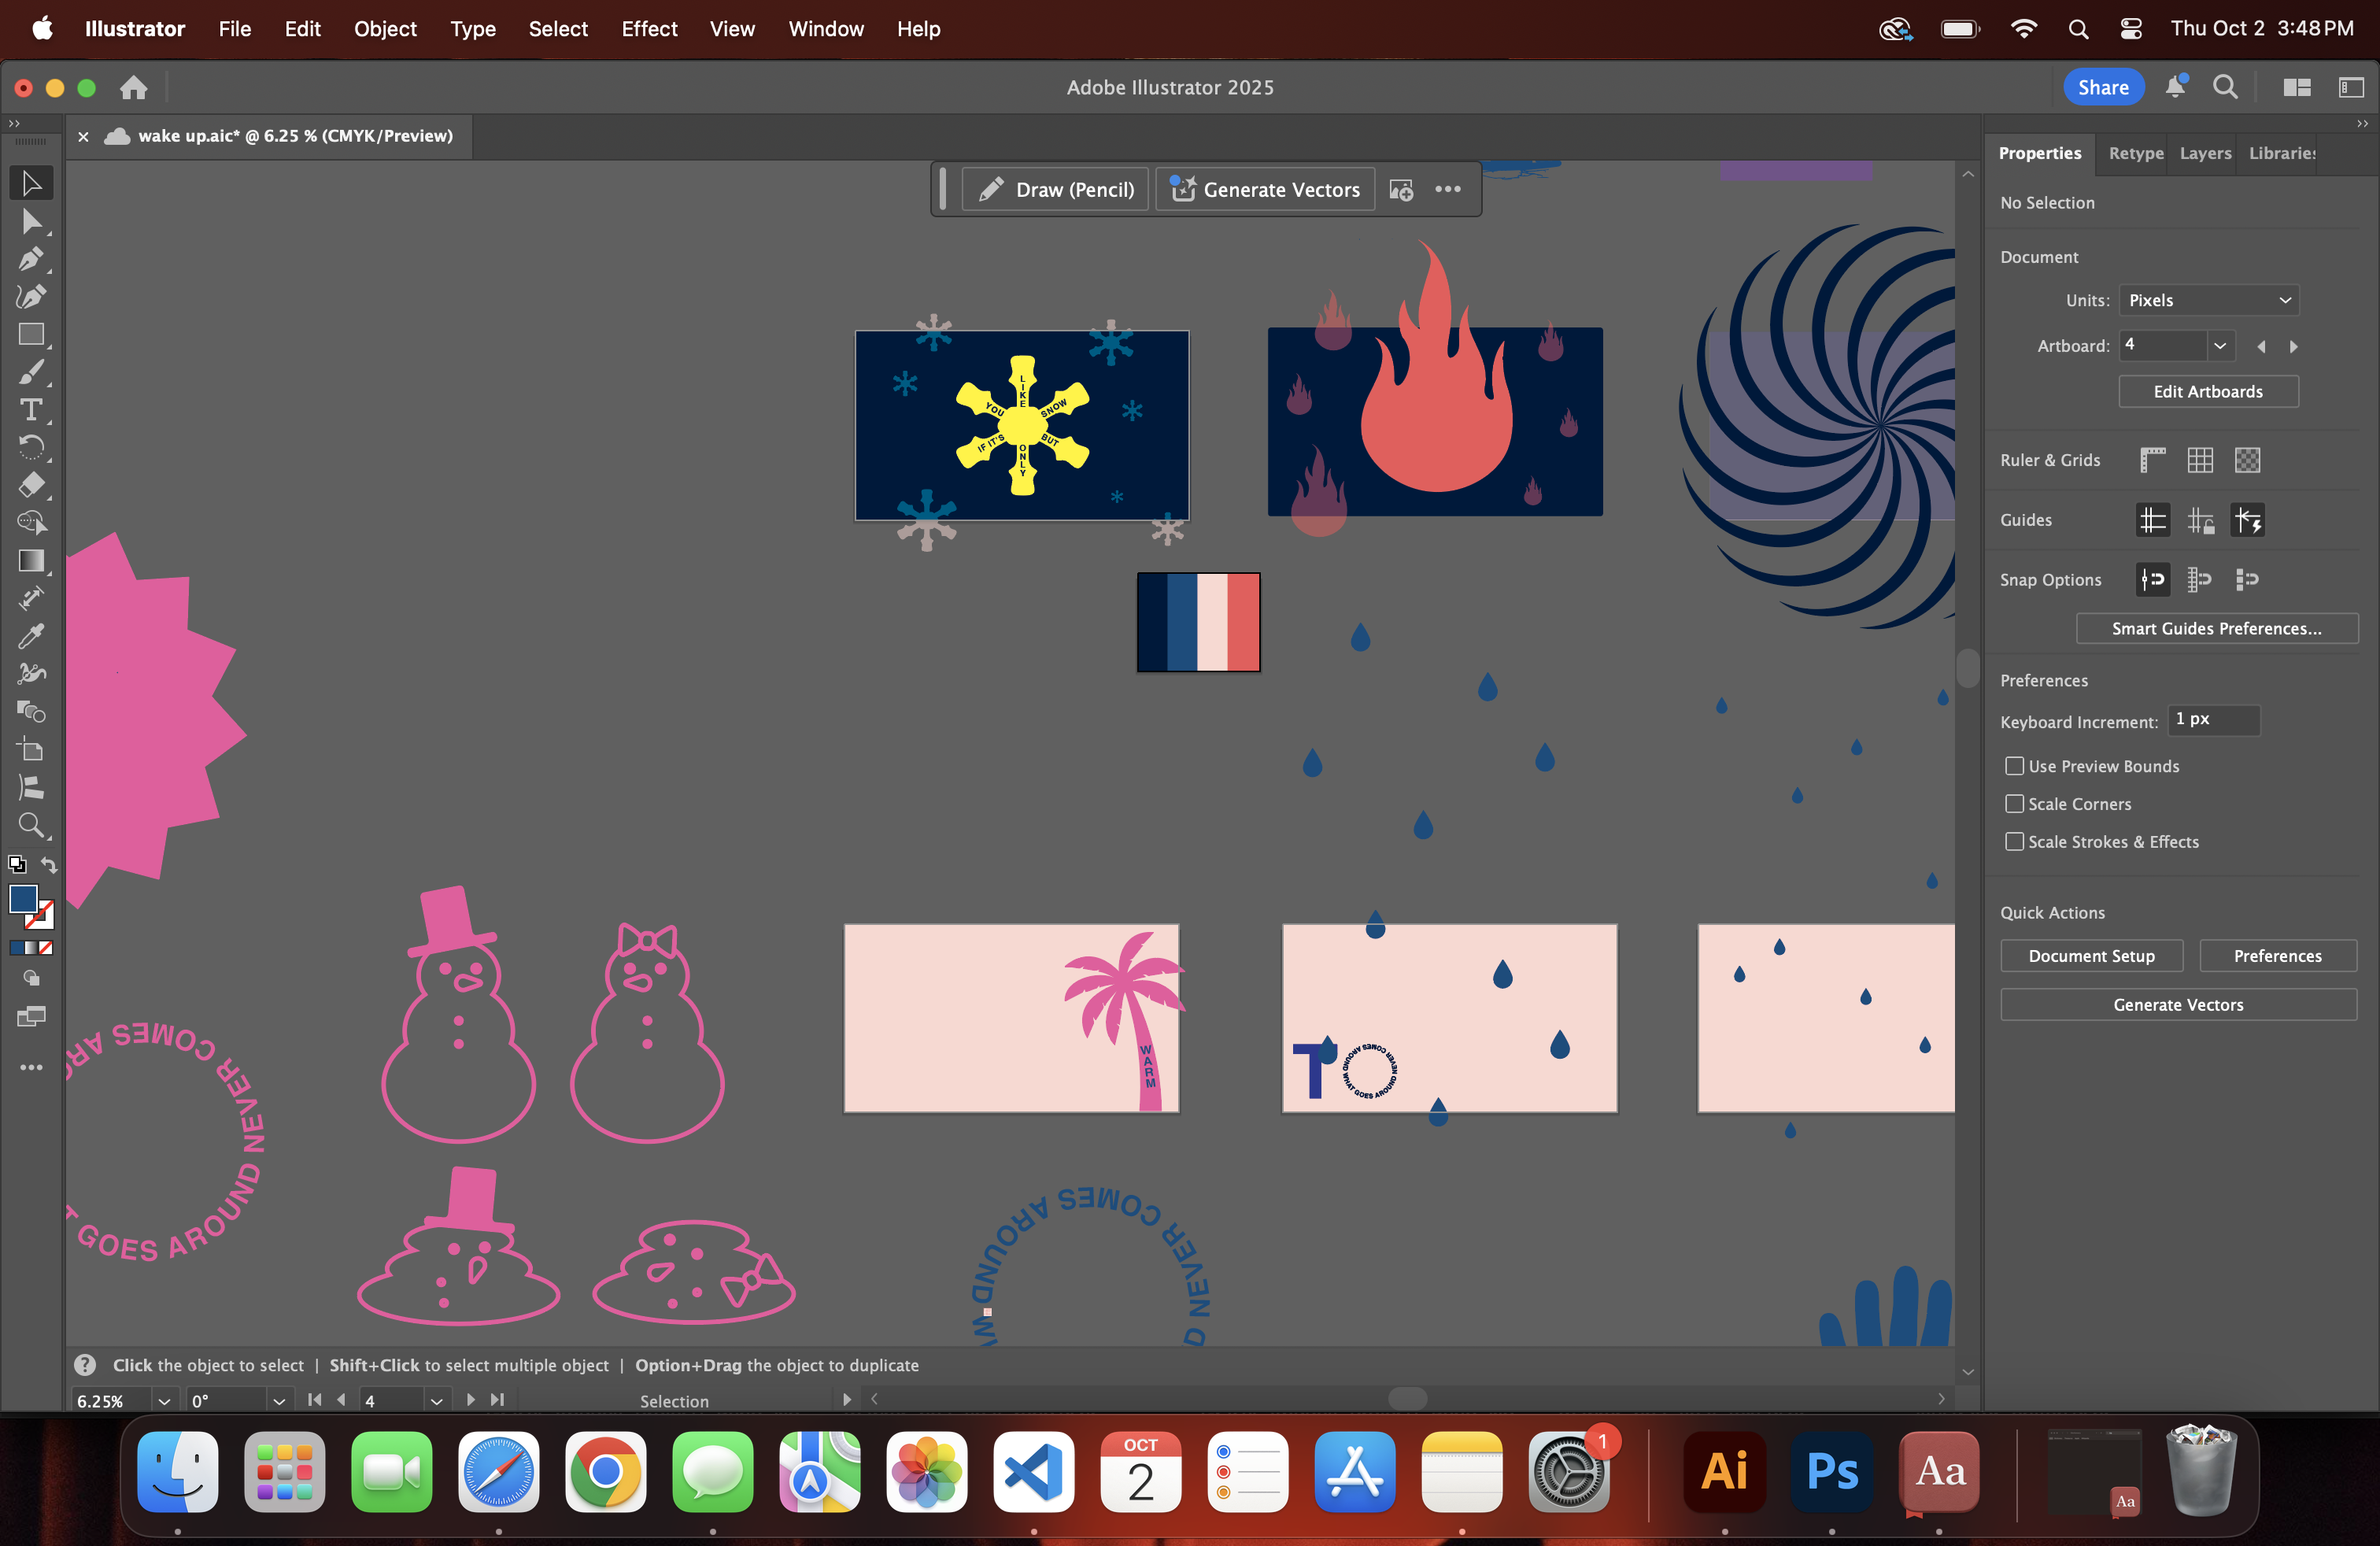 Illustrator File Edit Object Type Select Effect View Window Help Thu Oct 2 3:48 PM
Adobe Illustrator 2025
Share
wake up.aic* @ 6.25 % (CMYK/Preview)
Properties Retype Layers Libraries
Draw (Pencil) Generate Vectors
No Selection
Document
Units: Pixels
Artboard: 4
Edit Artboards
Ruler & Grids
Guides
Snap Options
Smart Guides Preferences...
Preferences
Keyboard Increment: 1 px
Use Preview Bounds
Scale Corners
Scale Strokes & Effects
Quick Actions
Document Setup Preferences
Generate Vectors
IF IT'S
YOU
LIKE
SNOW
BUT
ONLY
WARM
T
WHAT GOES AROUND NEVER COMES AROUND
GOES AROUND NEVER COMES AR
NEVER COMES AROUND W
Click the object to select | Shift+Click to select multiple object | Option+Drag the object to duplicate
6.25% 0° 4 Selection
OCT
2
1
Ai
Ps
Aa
Aa